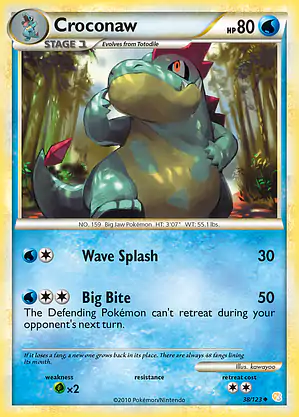 Croconaw HP 80
STAGE 1 Evolves from Totodile
NO. 159 Big Jaw Pokémon HT: 3'07" WT: 55.1 lbs.
Wave Splash 30
Big Bite 50
The Defending Pokémon can't retreat during your
opponent's next turn.
If it loses a fang, a new one grows back in its place. There are always 48 fangs lining
its mouth.
Illus. kawayoo
weakness resistance retreat cost
×2
©2010 Pokémon/Nintendo 38/123